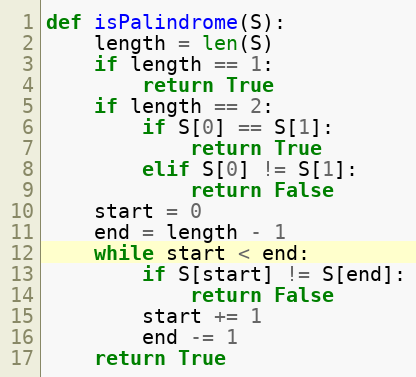 1 def isPalindrome(S):
2     length = len(S)
3     if length == 1:
4         return True
5     if length == 2:
6         if S[0] == S[1]:
7             return True
8         elif S[0] != S[1]:
9             return False
10     start = 0
11     end = length - 1
12     while start < end:
13         if S[start] != S[end]:
14             return False
15         start += 1
16         end -= 1
17     return True